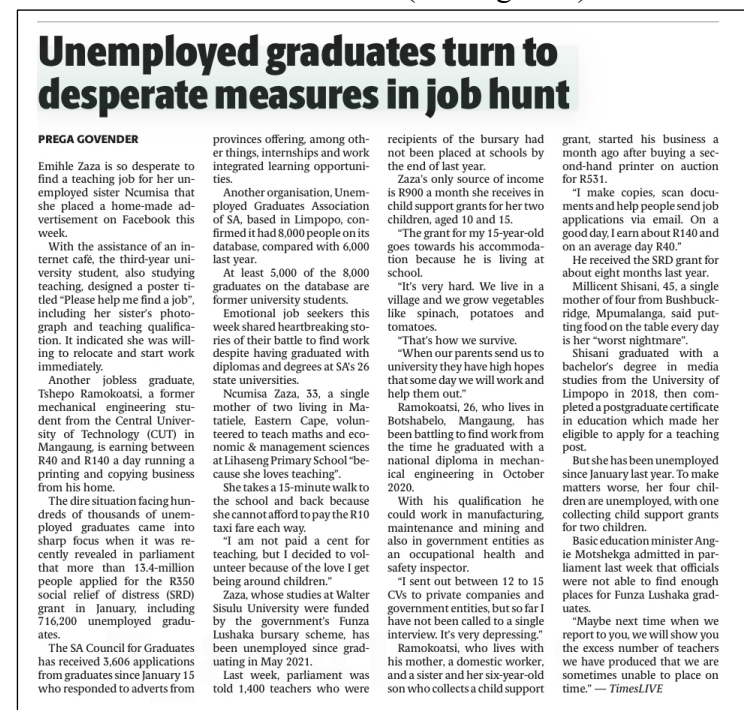 Unemployed graduates turn to
desperate measures in job hunt
PREGA GOVENDER
Emihle Zaza is so desperate to
find a teaching job for her un-
employed sister Ncumisa that
she placed a home-made ad-
vertisement on Facebook this
week.
With the assistance of an in-
ternet café, the third-year uni-
versity student, also studying
teaching, designed a poster ti-
tled “Please help me find a job”,
including her sister’s photo-
graph and teaching qualifica-
tion. It indicated she was will-
ing to relocate and start work
immediately.
Another jobless graduate,
Tshepo Ramokoatsi, a former
mechanical engineering stu-
dent from the Central Univer-
sity of Technology (CUT) in
Mangaung, is earning between
R40 and R140 a day running a
printing and copying business
from his home.
The dire situation facing hun-
dreds of thousands of unem-
ployed graduates came into
sharp focus when it was re-
cently revealed in parliament
that more than 13.4-million
people applied for the R350
social relief of distress (SRD)
grant in January, including
716,200 unemployed gradu-
ates.
The SA Council for Graduates
has received 3,606 applications
from graduates since January 15
who responded to adverts from
provinces offering, among oth-
er things, internships and work
integrated learning opportuni-
ties.
Another organisation, Unem-
ployed Graduates Association
of SA, based in Limpopo, con-
firmed it had 8,000 people on its
database, compared with 6,000
last year.
At least 5,000 of the 8,000
graduates on the database are
former university students.
Emotional job seekers this
week shared heartbreaking sto-
ries of their battle to find work
despite having graduated with
diplomas and degrees at SA’s 26
state universities.
Ncumisa Zaza, 33, a single
mother of two living in Ma-
tatiele, Eastern Cape, volun-
teered to teach maths and eco-
nomic & management sciences
at Lihaseng Primary School “be-
cause she loves teaching”.
She takes a 15-minute walk to
the school and back because
she cannot afford to pay the R10
taxi fare each way.
“I am not paid a cent for
teaching, but I decided to vol-
unteer because of the love I get
being around children.”
Zaza, whose studies at Walter
Sisulu University were funded
by the government’s Funza
Lushaka bursary scheme, has
been unemployed since grad-
uating in May 2021.
Last week, parliament was
told 1,400 teachers who were
recipients of the bursary had
not been placed at schools by
the end of last year.
Zaza’s only source of income
is R900 a month she receives in
child support grants for her two
children, aged 10 and 15.
“The grant for my 15-year-old
goes towards his accommoda-
tion because he is living at
school.
“It’s very hard. We live in a
village and we grow vegetables
like spinach, potatoes and
tomatoes.
“That’s how we survive.
“When our parents send us to
university they have high hopes
that some day we will work and
help them out.”
Ramokoatsi, 26, who lives in
Botshabelo, Mangaung, has
been battling to find work from
the time he graduated with a
national diploma in mechan-
ical engineering in October
2020.
With his qualification he
could work in manufacturing,
maintenance and mining and
also in government entities as
an occupational health and
safety inspector.
“I sent out between 12 to 15
CVs to private companies and
government entities, but so far I
have not been called to a single
interview. It’s very depressing.”
Ramokoatsi, who lives with
his mother, a domestic worker,
and a sister and her six-year-old
son who collects a child support
grant, started his business a
month ago after buying a sec-
ond-hand printer on auction
for R531.
“I make copies, scan docu-
ments and help people send job
applications via email. On a
good day, I earn about R140 and
on an average day R40.”
He received the SRD grant for
about eight months last year.
Millicent Shisani, 45, a single
mother of four from Bushbuck-
ridge, Mpumalanga, said put-
ting food on the table every day
is her “worst nightmare”.
Shisani graduated with a
bachelor’s degree in media
studies from the University of
Limpopo in 2018, then com-
pleted a postgraduate certificate
in education which made her
eligible to apply for a teaching
post.
But she has been unemployed
since January last year. To make
matters worse, her four chil-
dren are unemployed, with one
collecting child support grants
for two children.
Basic education minister Ang-
ie Motshekga admitted in par-
liament last week that officials
were not able to find enough
places for Funza Lushaka grad-
uates.
“Maybe next time when we
report to you, we will show you
the excess number of teachers
we have produced that we are
sometimes unable to place on
time.” — TimesLIVE